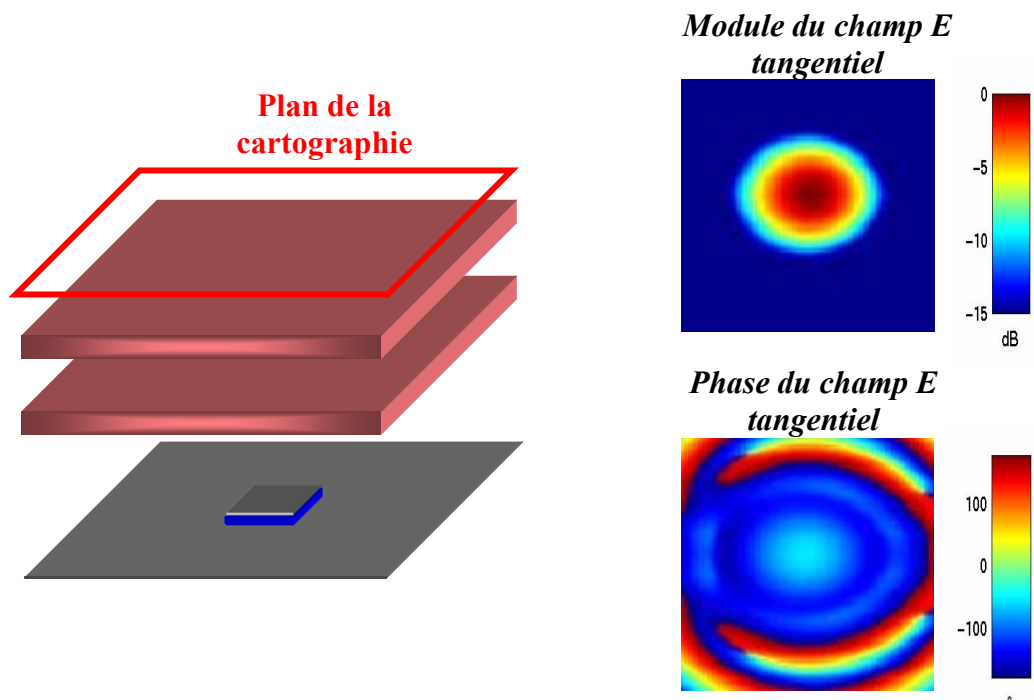 Module du champ E
tangentiel
Plan de la
cartographie
0
−5
−10
−15
dB
Phase du champ E
tangentiel
100
0
−100